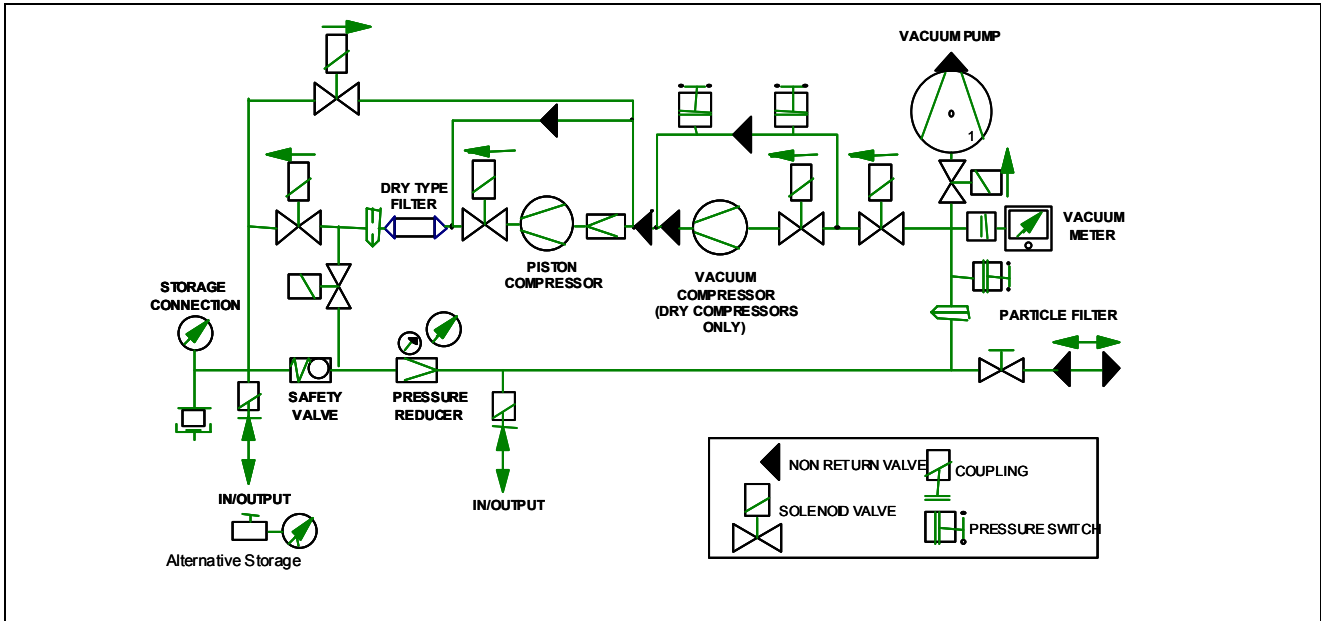 VACUUM PUMP
1
DRY TYPE
FILTER
PISTON
COMPRESSOR
VACUUM
COMPRESSOR
(DRY COMPRESSORS
ONLY)
VACUUM
METER
STORAGE
CONNECTION
PARTICLE FILTER
SAFETY
VALVE
PRESSURE
REDUCER
IN/OUTPUT
IN/OUTPUT
Alternative Storage
NON RETURN VALVE
COUPLING
SOLENOID VALVE
PRESSURE SWITCH